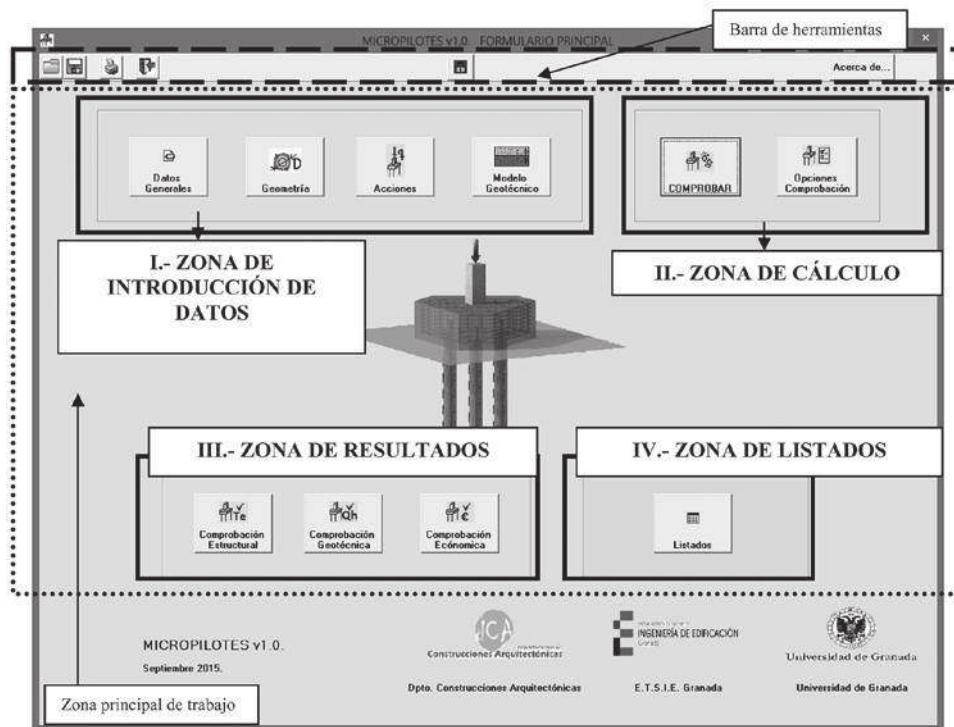 Barra de herramientas
MICROPILOTES v1.0. - FORMULARIO PRINCIPAL
Acerca de...
Datos
Generales
Geometría
Acciones
Modelo
Geotécnico
COMPROBAR
Opciones
Comprobación
I.- ZONA DE
INTRODUCCIÓN DE
DATOS
II.- ZONA DE CÁLCULO
III.- ZONA DE RESULTADOS
IV.- ZONA DE LISTADOS
Comprobación
Estructural
Comprobación
Geotécnica
Comprobación
Ecónomica
Listados
MICROPILOTES v1.0.
Septiembre 2015.
Construcciones Arquitectónicas
Dpto. Construcciones Arquitectónicas
INGENIERÍA DE EDIFICACIÓN
Granada
E.T.S.I.E. Granada
Universidad de Granada
Universidad de Granada
Zona principal de trabajo